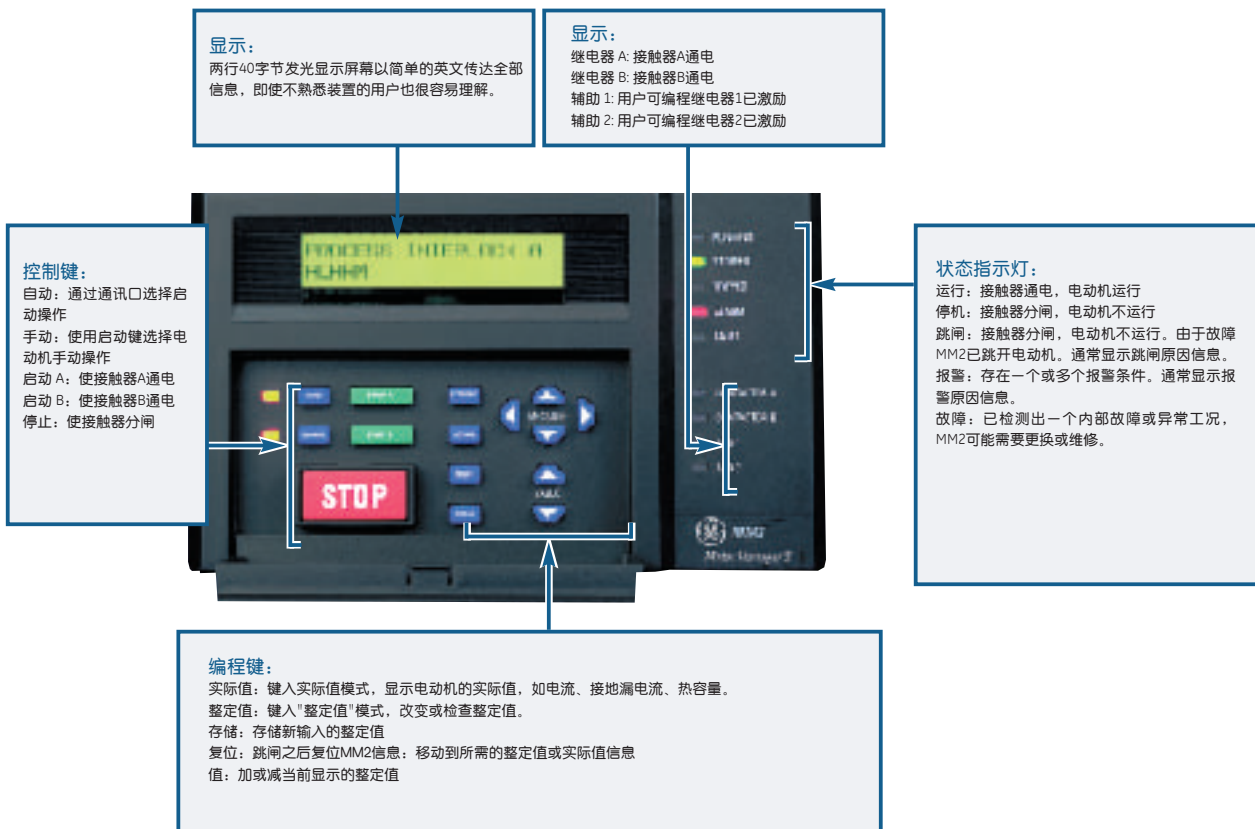 显示：
两行40字节发光显示屏幕以简单的英文传达全部
信息，即使不熟悉装置的用户也很容易理解。
显示：
继电器 A: 接触器A通电
继电器 B: 接触器B通电
辅助 1: 用户可编程继电器1已激励
辅助 2: 用户可编程继电器2已激励
控制键：
自动：通过通讯口选择启
动操作
手动：使用启动键选择电
动机手动操作
启动 A：使接触器A通电
启动 B：使接触器B通电
停止：使接触器分闸
PROCESS INTERLOCK A
STOP
MM2
状态指示灯：
运行：接触器通电，电动机运行
停机：接触器分闸，电动机不运行
跳闸：接触器分闸，电动机不运行。由于故障
MM2已跳开电动机。通常显示跳闸原因信息。
报警：存在一个或多个报警条件。通常显示报
警原因信息。
故障：已检测出一个内部故障或异常工况，
MM2可能需要更换或维修。
编程键：
实际值：键入实际值模式，显示电动机的实际值，如电流、接地漏电流、热容量。
整定值：键入"整定值"模式，改变或检查整定值。
存储：存储新输入的整定值
复位：跳闸之后复位MM2信息：移动到所需的整定值或实际值信息
值：加或减当前显示的整定值